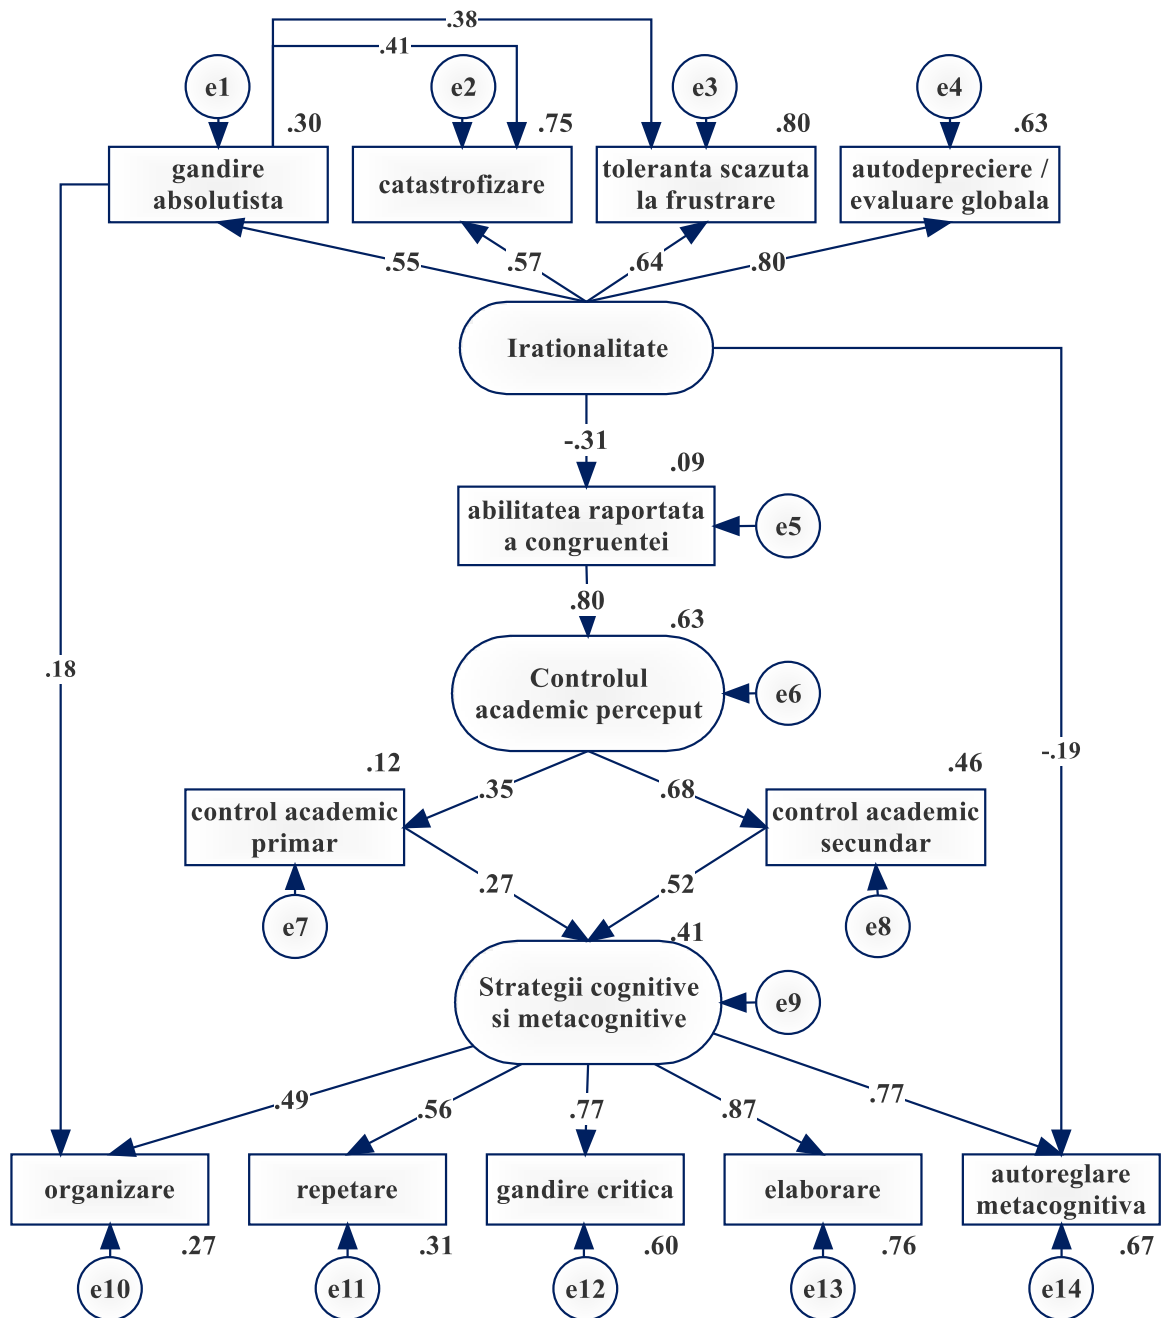 .38
.41
e1
e2
e3
e4
.30
.75
.80
.63
gandire
absolutista
catastrofizare
toleranta scazuta
la frustrare
autodepreciere /
evaluare globala
.55
.57
.64
.80
Irationalitate
-.31
.09
abilitatea raportata
a congruentei
e5
.80
.63
.18
Controlul
academic perceput
e6
-.19
.12
.35
.68
.46
control academic
primar
control academic
secundar
.27
.52
e7
e8
.41
Strategii cognitive
si metacognitive
e9
.49
.56
.77
.87
.77
organizare
repetare
gandire critica
elaborare
autoreglare
metacognitiva
.27
.31
.60
.76
.67
e10
e11
e12
e13
e14